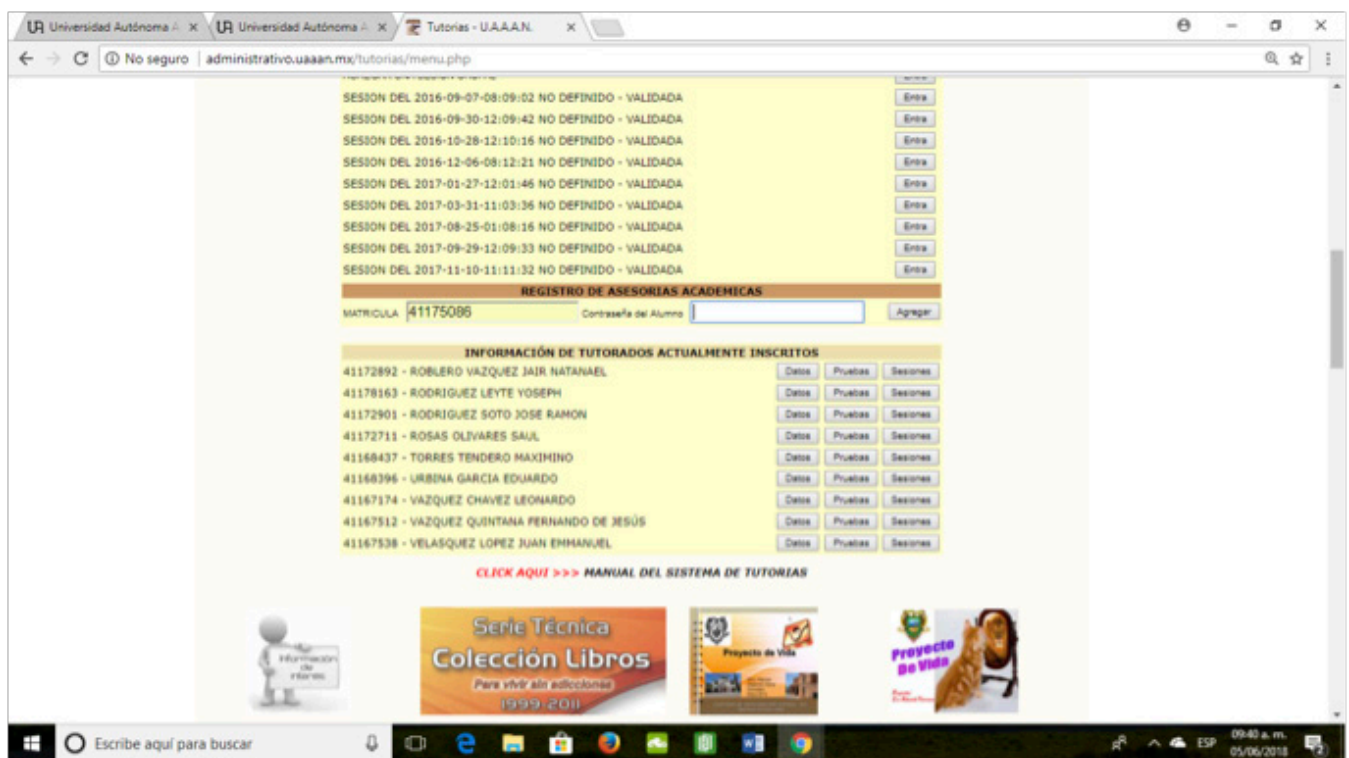 Universidad Autónoma A
Universidad Autónoma A
Tutorias - U.A.A.A.N.
No seguro | administrativo.uaaan.mx/tutorias/menu.php
SESION DEL 2016-09-07-08:09:02 NO DEFINIDO - VALIDADA Entra
SESION DEL 2016-09-30-12:09:42 NO DEFINIDO - VALIDADA Entra
SESION DEL 2016-10-28-12:10:16 NO DEFINIDO - VALIDADA Entra
SESION DEL 2016-12-06-08:12:21 NO DEFINIDO - VALIDADA Entra
SESION DEL 2017-01-27-12:01:46 NO DEFINIDO - VALIDADA Entra
SESION DEL 2017-03-31-11:03:36 NO DEFINIDO - VALIDADA Entra
SESION DEL 2017-08-25-01:08:16 NO DEFINIDO - VALIDADA Entra
SESION DEL 2017-09-29-12:09:33 NO DEFINIDO - VALIDADA Entra
SESION DEL 2017-11-10-11:11:32 NO DEFINIDO - VALIDADA Entra
REGISTRO DE ASESORIAS ACADEMICAS
MATRICULA 41175086 Contraseña del Alumno Agregar
INFORMACIÓN DE TUTORADOS ACTUALMENTE INSCRITOS
41172892 - ROBLERO VAZQUEZ JAIR NATANAEL Datos Pruebas Sesiones
41178163 - RODRIGUEZ LEYTE YOSEPH Datos Pruebas Sesiones
41172901 - RODRIGUEZ SOTO JOSE RAMON Datos Pruebas Sesiones
41172711 - ROSAS OLIVARES SAUL Datos Pruebas Sesiones
41168437 - TORRES TENDERO MAXIMINO Datos Pruebas Sesiones
41168396 - URBINA GARCIA EDUARDO Datos Pruebas Sesiones
41167174 - VAZQUEZ CHAVEZ LEONARDO Datos Pruebas Sesiones
41167512 - VAZQUEZ QUINTANA FERNANDO DE JESÚS Datos Pruebas Sesiones
41167538 - VELASQUEZ LOPEZ JUAN EMMANUEL Datos Pruebas Sesiones
CLICK AQUI >>> MANUAL DEL SISTEMA DE TUTORIAS
Información
de
interes
Serie Técnica
Colección Libros
Para vivir sin adicciones
1999-2011
Proyecto de Vida
Proyecto
De Vida
Escribe aquí para buscar
ESP
09:40 a. m.
05/06/2018